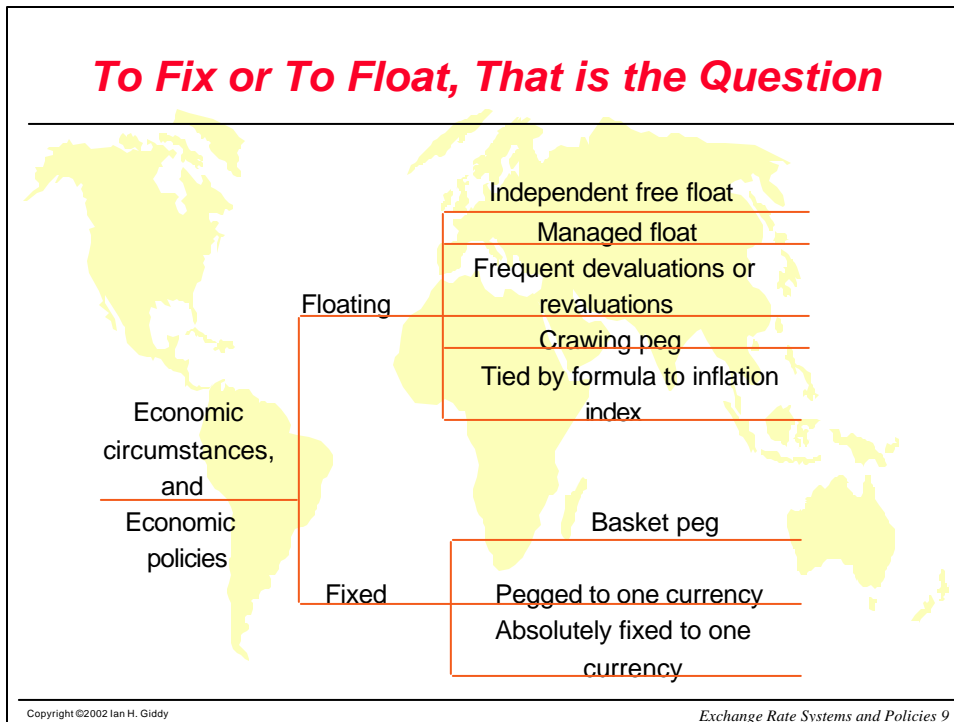 To Fix or To Float, That is the Question
Independent free float
Managed float
Frequent devaluations or
revaluations
Floating
Crawing peg
Tied by formula to inflation
index
Economic
circumstances,
and
Economic
policies
Basket peg
Fixed
Pegged to one currency
Absolutely fixed to one
currency
Copyright ©2002 Ian H. Giddy
Exchange Rate Systems and Policies 9